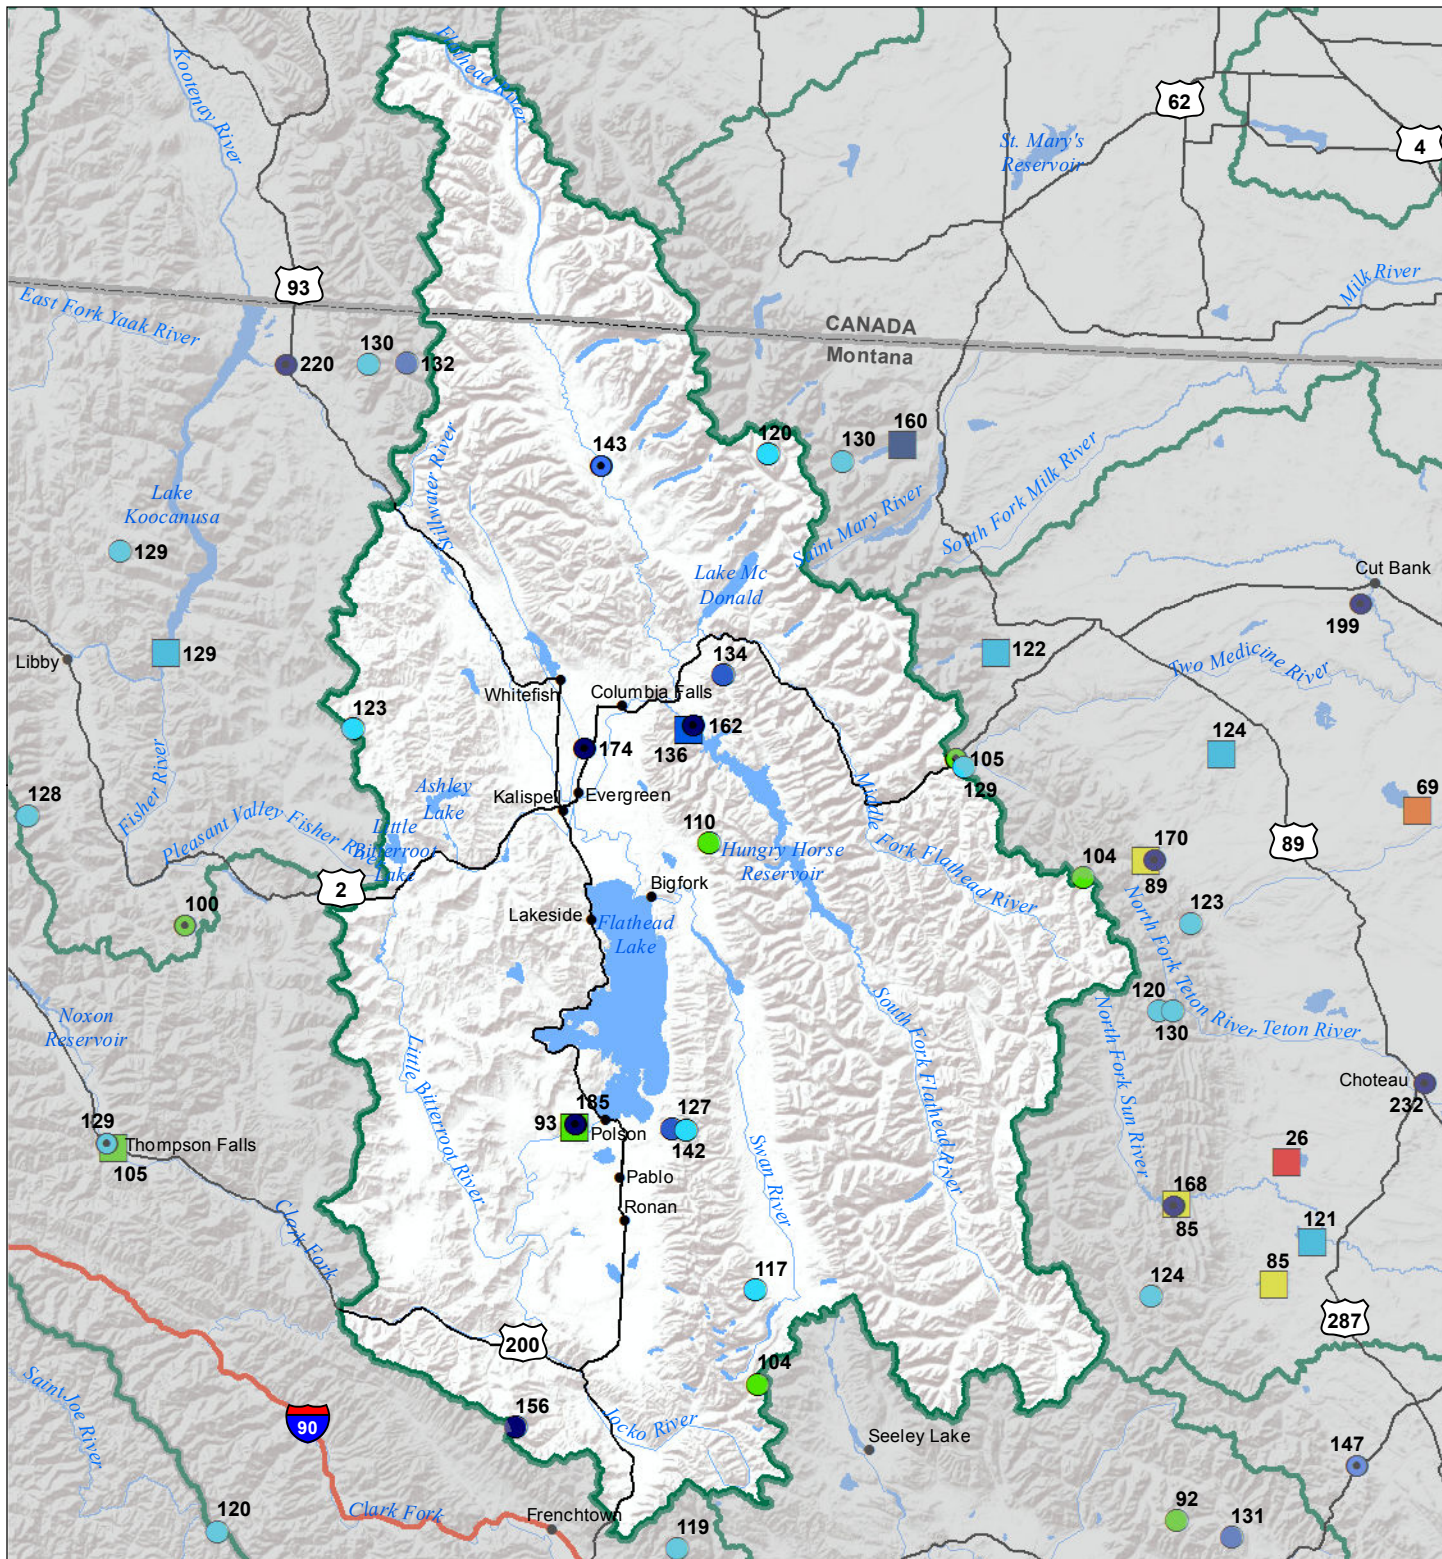 Flathead River
Kootenay River
62
4
St. Mary's
Reservoir
Milk River
93
East Fork Yaak River
CANADA
Montana
220
130
132
143
120
130
160
Stillwater River
Lake
Koocanusa
129
Saint Mary River
South Fork Milk River
Lake Mc
Donald
Cut Bank
199
Libby
129
134
122
Two Medicine River
Whitefish
Columbia Falls
123
174
136
162
105
129
124
Fisher River
Ashley
Lake
Kalispell
Evergreen
128
Pleasant Valley Fisher River
Little
Bitterroot
Lake
110
Hungry Horse
Reservoir
Middle Fork Flathead River
69
89
170
89
104
2
100
Bigfork
Lakeside
Flathead
Lake
123
North Fork Teton River
Teton River
120
130
Noxon
Reservoir
South Fork Flathead River
North Fork Sun River
Little Bitterroot River
Choteau
232
129
Thompson Falls
105
185
93
Polson
127
142
Swan River
Pablo
Ronan
26
168
85
121
Clark Fork
117
124
85
287
200
104
Saint Joe River
90
156
Jocko River
Seeley Lake
147
Clark Fork
120
Frenchtown
119
92
131